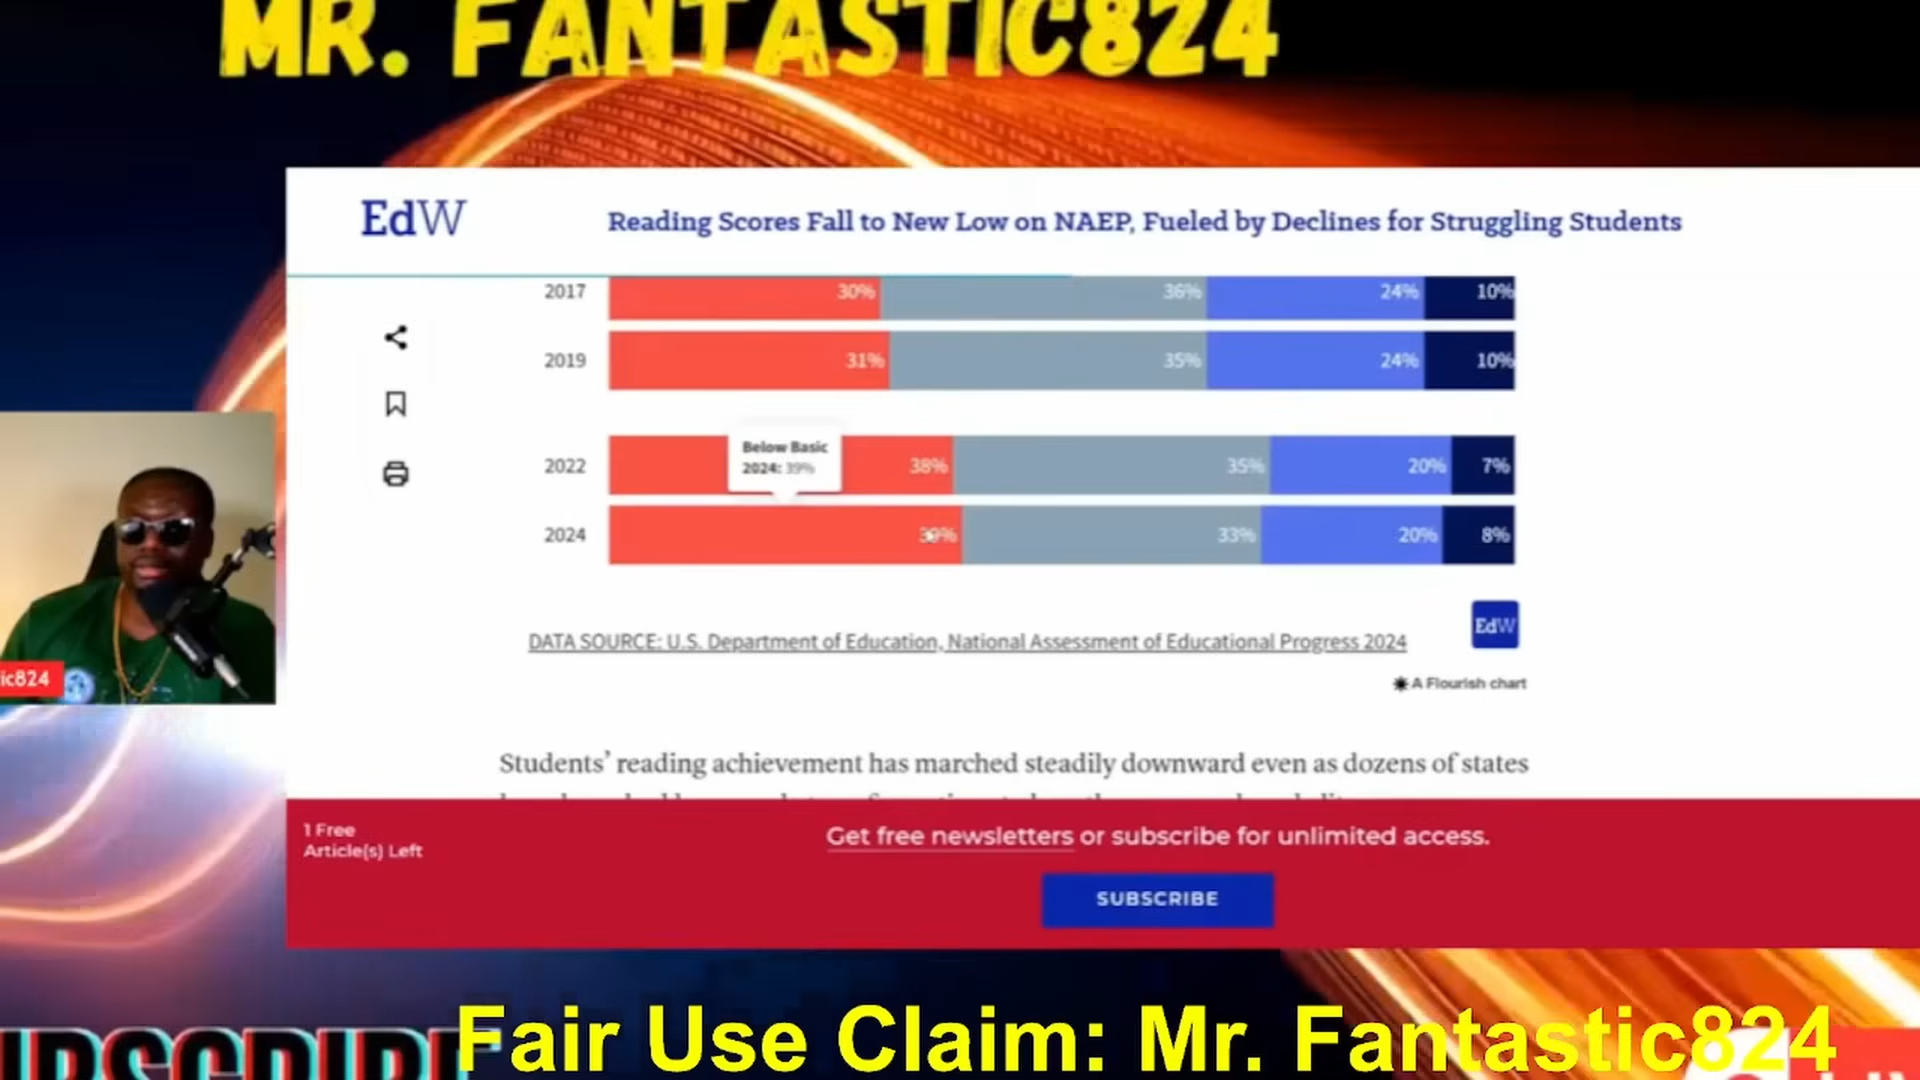 MR. FANTASTIC824
EdW
Reading Scores Fall to New Low on NAEP, Fueled by Declines for Struggling Students
2017 30% 36% 24% 10%
2019 31% 35% 24% 10%
Below Basic
2024: 39%
2022 38% 35% 20% 7%
2024 39% 33% 20% 8%
DATA SOURCE: U.S. Department of Education, National Assessment of Educational Progress 2024
EdW
A Flourish chart
ic824
Students’ reading achievement has marched steadily downward even as dozens of states
1 Free
Article(s) Left
Get free newsletters or subscribe for unlimited access.
SUBSCRIBE
Fair Use Claim: Mr. Fantastic824